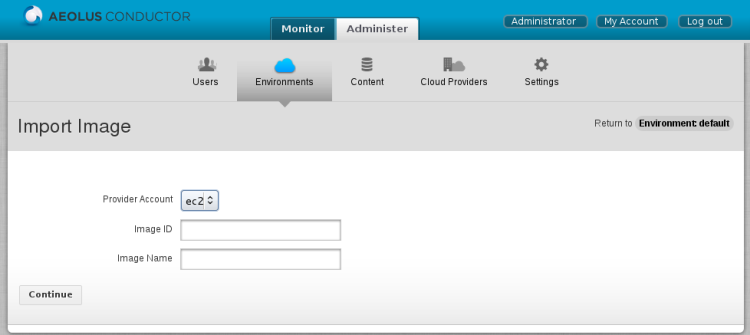 AEOLUS CONDUCTOR
Monitor Administer
Administrator My Account Log out
Users Environments Content Cloud Providers Settings
Import Image
Return to Environment: default
Provider Account ec2
Image ID
Image Name
Continue